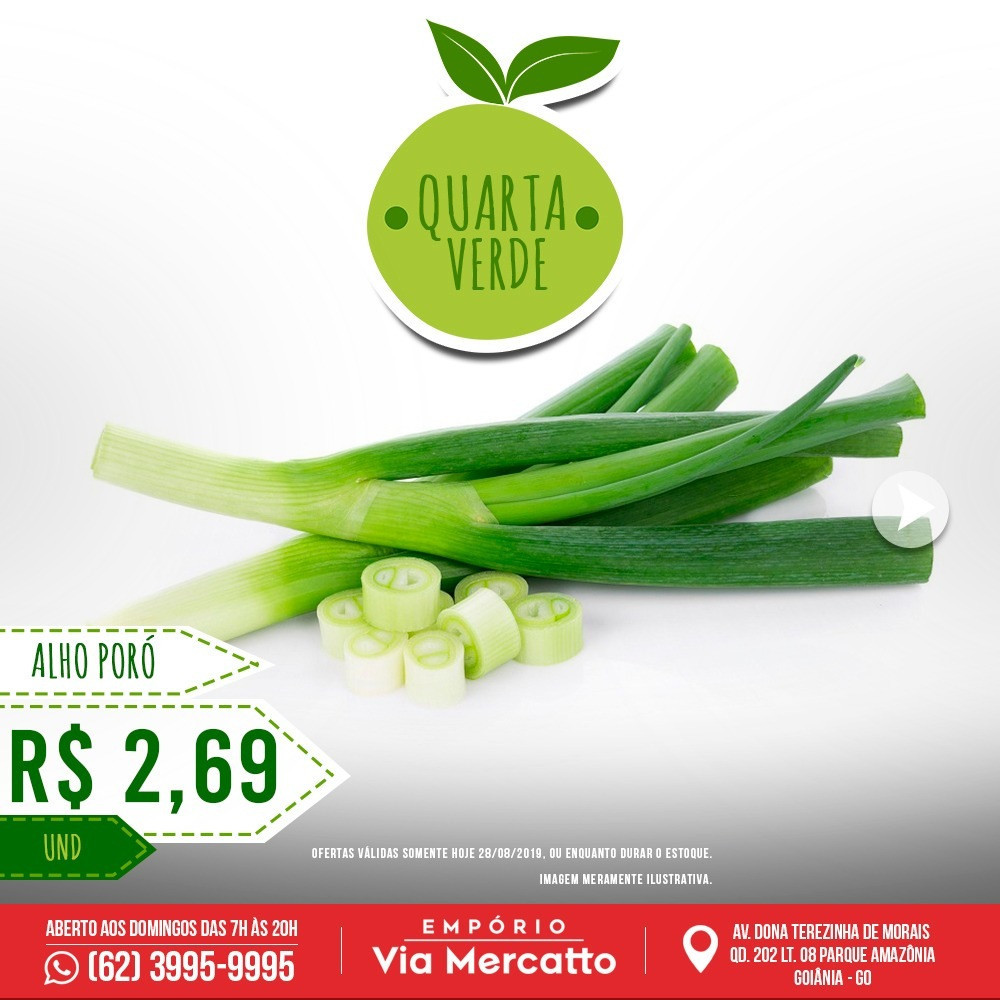 QUARTA
VERDE
ALHO PORÓ
R$ 2,69
UND
OFERTAS VÁLIDAS SOMENTE HOJE 28/08/2019, OU ENQUANTO DURAR O ESTOQUE.
IMAGEM MERAMENTE ILUSTRATIVA.
ABERTO AOS DOMINGOS DAS 7H ÀS 20H
(62) 3995-9995
EMPÓRIO
Via Mercatto
AV. DONA TEREZINHA DE MORAIS
QD. 202 LT. 08 PARQUE AMAZÔNIA
GOIÂNIA - GO